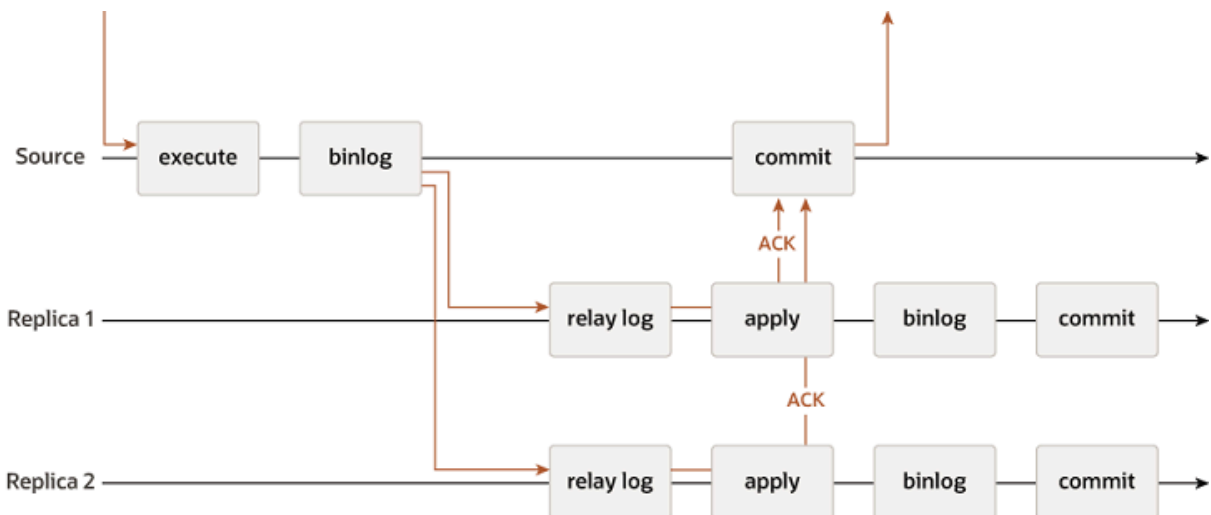 Source execute binlog commit
ACK
Replica 1 relay log apply binlog commit
ACK
Replica 2 relay log apply binlog commit